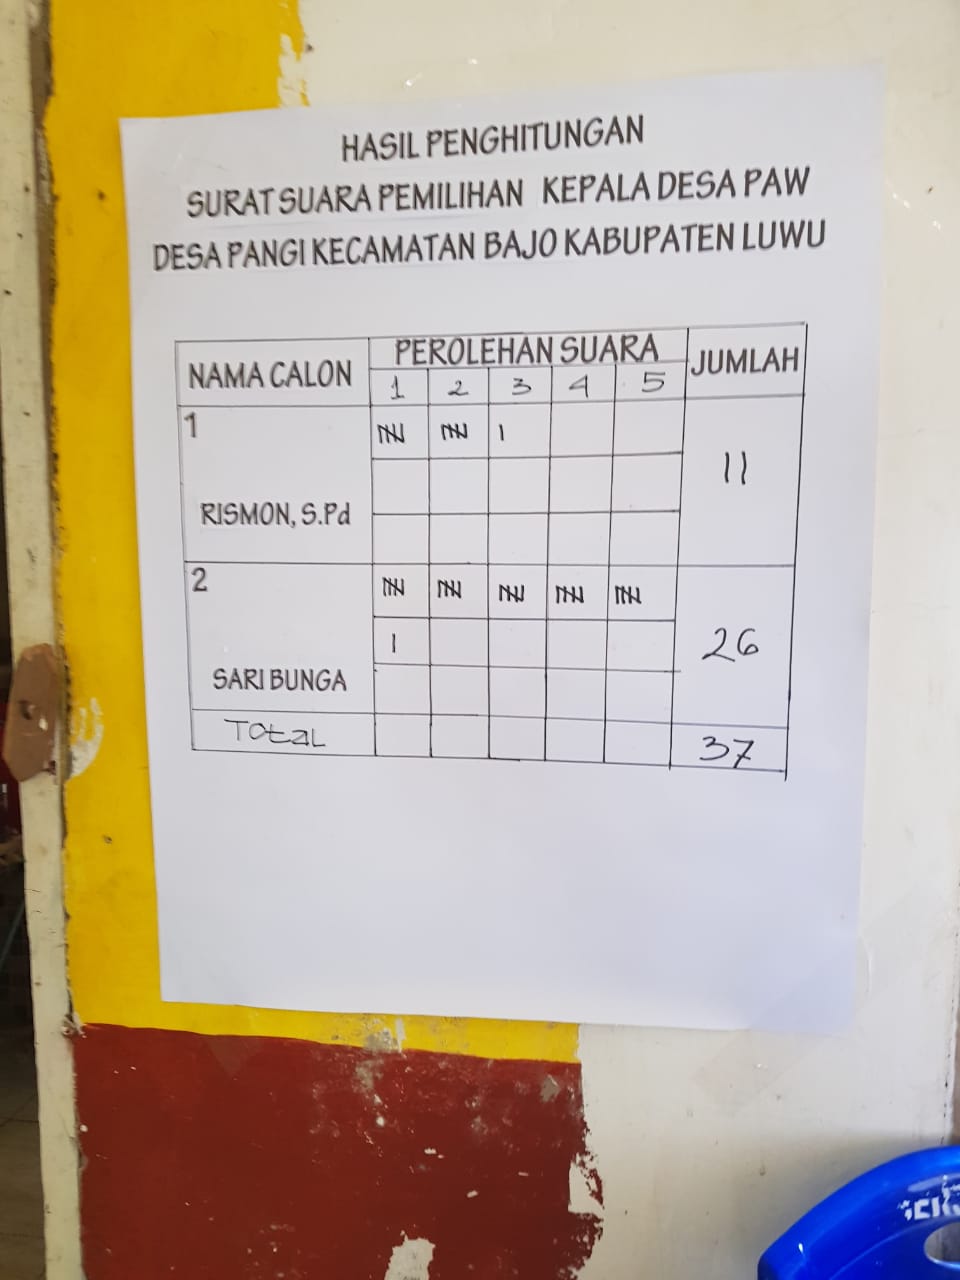 HASIL PENGHITUNGAN
SURAT SUARA PEMILIHAN KEPALA DESA PAW
DESA PANGI KECAMATAN BAJO KABUPATEN LUWU
NAMA CALON PEROLEHAN SUARA JUMLAH
1 2 3 4 5
1
RISMON, S.Pd 11
2
SARI BUNGA 26
Total 37